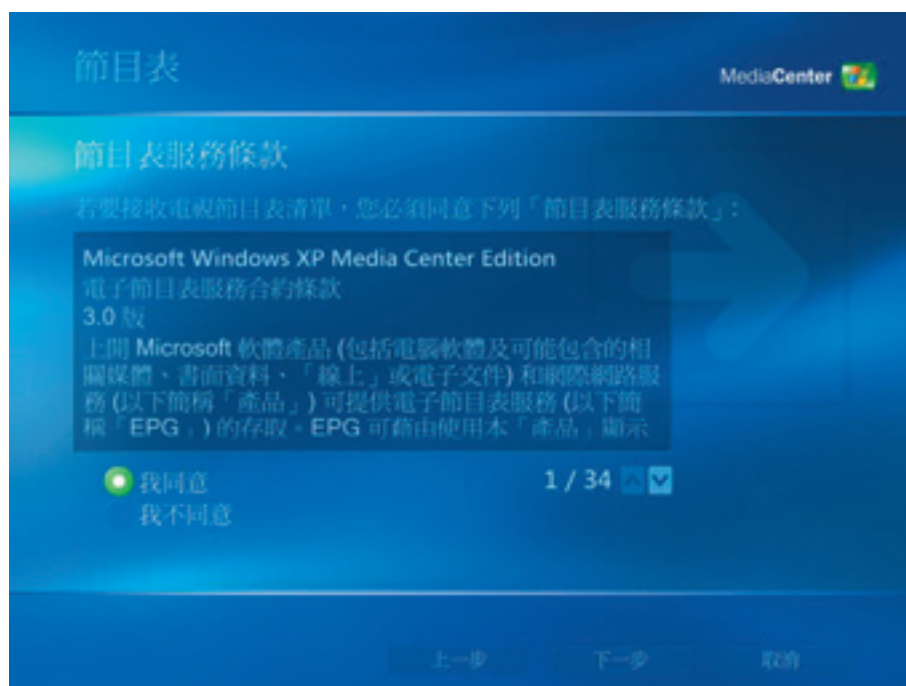 節目表
MediaCenter
節目表服務條款
若要接收電視節目表清單，您必須同意下列「節目表服務條款」：
Microsoft Windows XP Media Center Edition
電子節目表服務合約條款
3.0 版
上開 Microsoft 軟體產品 (包括電腦軟體及可能包含的相
關媒體、書面資料、「線上」或電子文件) 和網際網路服
務 (以下簡稱「產品」) 可提供電子節目表服務 (以下簡
稱「EPG」) 的存取。EPG 可藉由使用本「產品」顯示
我同意
1 / 34
我不同意
上一步 下一步 取消